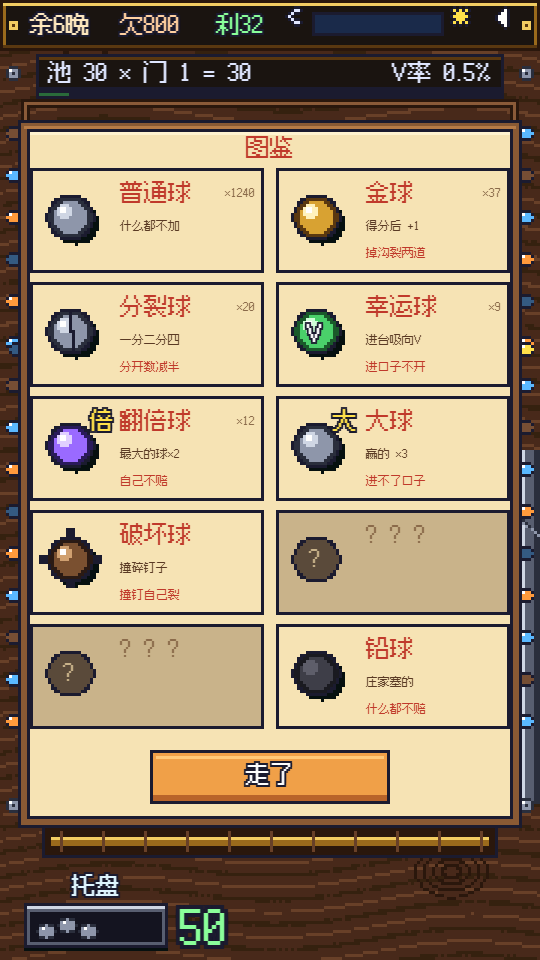 余6晚 欠800 利32
池 30 × 门 1 = 30 V率 0.5%
图鉴
普通球 ×1240
什么都不加
金球 ×37
得分后 +1
掉沟裂两道
分裂球 ×20
一分二分四
分开数减半
幸运球 ×9
V
进台吸向V
进口子不开
倍 翻倍球 ×12
最大的球×2
自己不赔
大 大球
赢的 ×3
进不了口子
破坏球
撞碎钉子
撞钉自己裂
? ? ?
?
? ? ?
?
铅球
庄家塞的
什么都不赔
走了
托盘
50